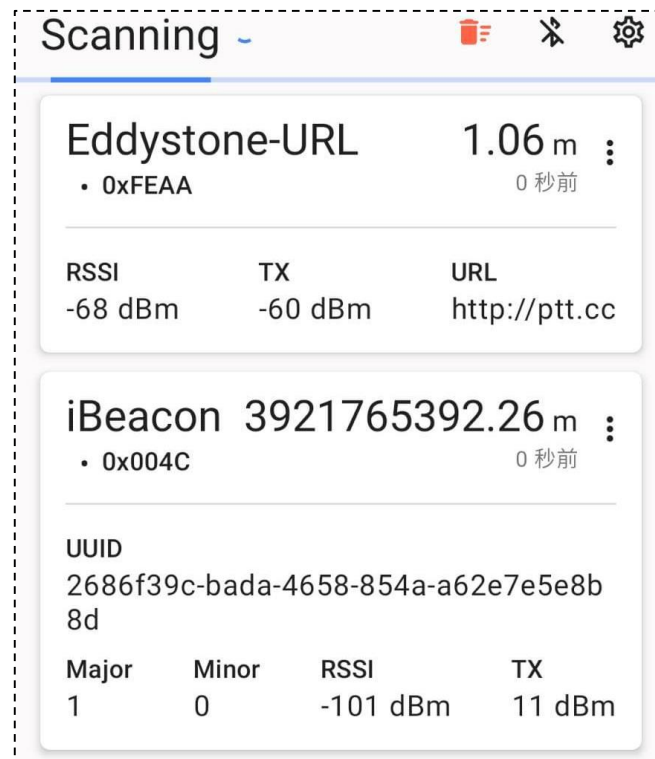 Scanning
Eddystone-URL 1.06 m
• 0xFEAA 0 秒前
RSSI TX URL
-68 dBm -60 dBm http://ptt.cc
iBeacon 3921765392.26 m
• 0x004C 0 秒前
UUID
2686f39c-bada-4658-854a-a62e7e5e8b
8d
Major Minor RSSI TX
1 0 -101 dBm 11 dBm